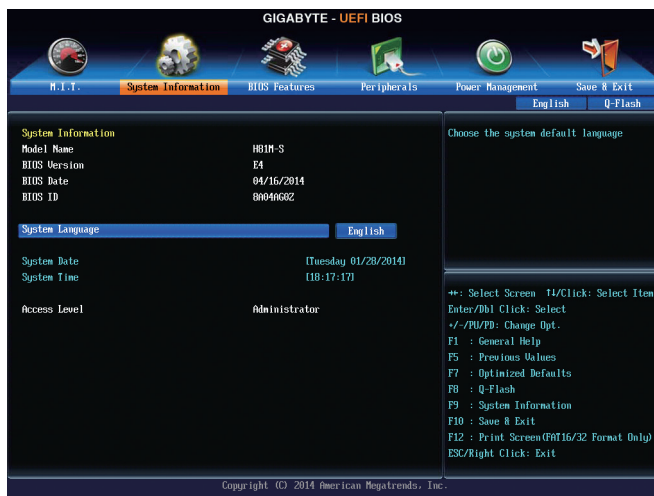 GIGABYTE - UEFI BIOS
M.I.T.
System Information
BIOS Features
Peripherals
Power Management
Save & Exit
English
Q-Flash
System Information
Model Name H81M-S
BIOS Version E4
BIOS Date 04/16/2014
BIOS ID 8A04AG0Z
System Language English
System Date [Tuesday 01/28/2014]
System Time [18:17:17]
Access Level Administrator
Choose the system default language
→←: Select Screen ↑↓/Click: Select Item
Enter/Dbl Click: Select
+/-/PU/PD: Change Opt.
F1 : General Help
F5 : Previous Values
F7 : Optimized Defaults
F8 : Q-Flash
F9 : System Information
F10 : Save & Exit
F12 : Print Screen(FAT16/32 Format Only)
ESC/Right Click: Exit
Copyright (C) 2014 American Megatrends, Inc.